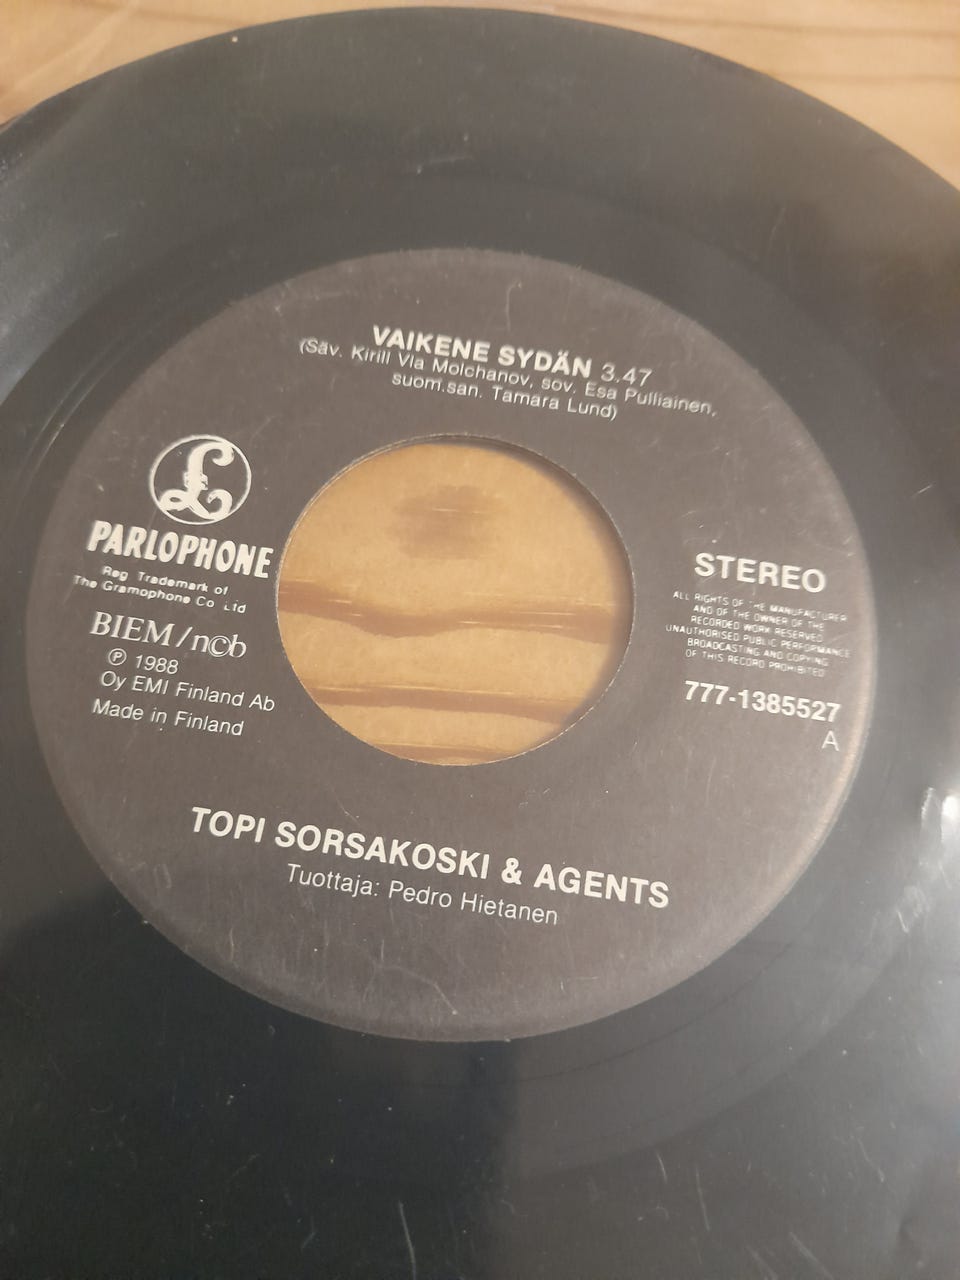 VAIKENE SYDÄN 3.47
(Säv. Kirill Vla Molchanov, sov. Esa Pulliainen,
suom.san. Tamara Lund)
£
PARLOPHONE
Reg Trademark of
The Gramophone Co Ltd
BIEM/n©b
℗ 1988
Oy EMI Finland Ab
Made in Finland
STEREO
ALL RIGHTS OF THE MANUFACTURER
AND OF THE OWNER OF THE
RECORDED WORK RESERVED
UNAUTHORISED PUBLIC PERFORMANCE
BROADCASTING AND COPYING
OF THIS RECORD PROHIBITED
777-1385527
A
TOPI SORSAKOSKI & AGENTS
Tuottaja: Pedro Hietanen